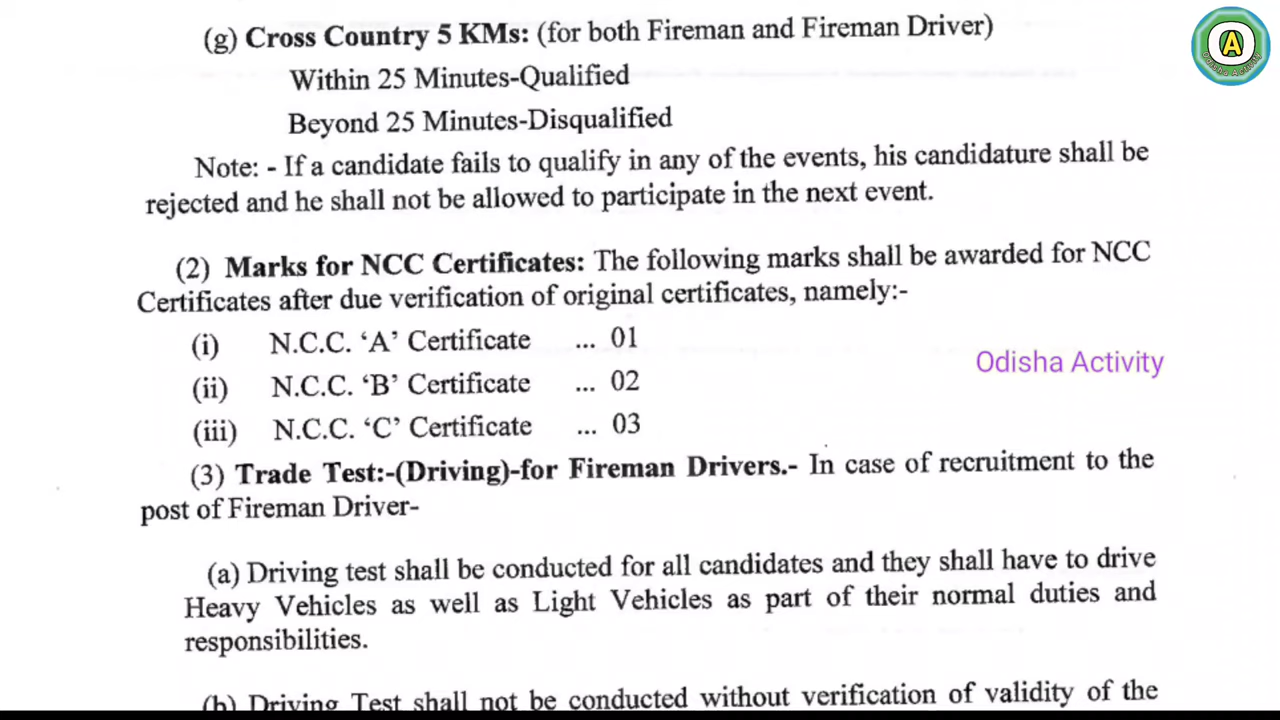 (g) Cross Country 5 KMs: (for both Fireman and Fireman Driver)
Within 25 Minutes-Qualified
Beyond 25 Minutes-Disqualified
Note: - If a candidate fails to qualify in any of the events, his candidature shall be
rejected and he shall not be allowed to participate in the next event.
(2) Marks for NCC Certificates: The following marks shall be awarded for NCC
Certificates after due verification of original certificates, namely:-
(i) N.C.C. ‘A’ Certificate ... 01
(ii) N.C.C. ‘B’ Certificate ... 02
(iii) N.C.C. ‘C’ Certificate ... 03
(3) Trade Test:-(Driving)-for Fireman Drivers.- In case of recruitment to the
post of Fireman Driver-
(a) Driving test shall be conducted for all candidates and they shall have to drive
Heavy Vehicles as well as Light Vehicles as part of their normal duties and
responsibilities.
(b) Driving Test shall not be conducted without verification of validity of the
A
Odisha Activity
Odisha Activity